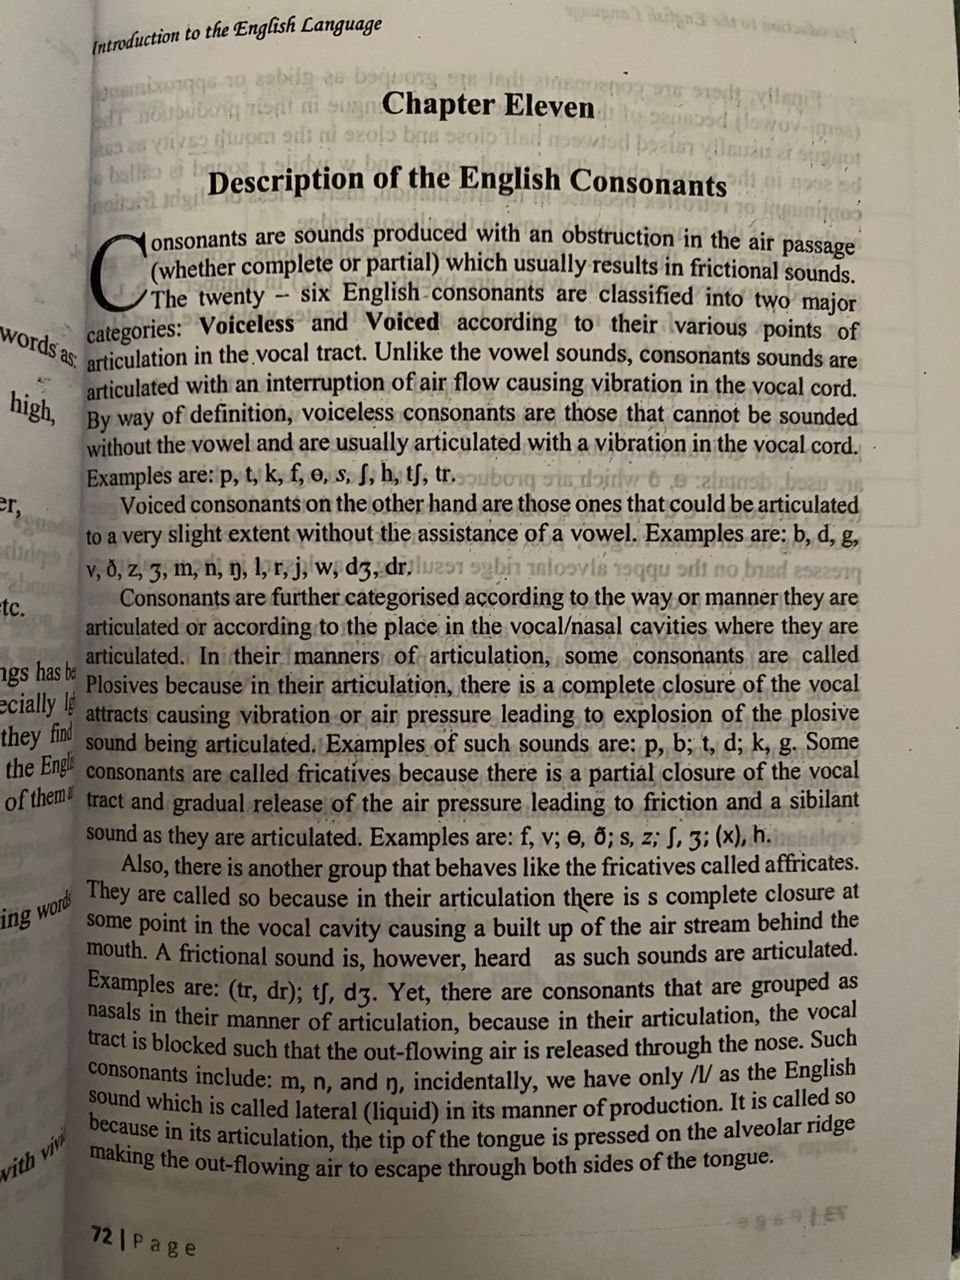 Introduction to the English Language
Chapter Eleven
Description of the English Consonants
Consonants are sounds produced with an obstruction in the air passage
(whether complete or partial) which usually results in frictional sounds.
The twenty – six English consonants are classified into two major
categories: Voiceless and Voiced according to their various points of
articulation in the vocal tract. Unlike the vowel sounds, consonants sounds are
articulated with an interruption of air flow causing vibration in the vocal cord.
By way of definition, voiceless consonants are those that cannot be sounded
without the vowel and are usually articulated with a vibration in the vocal cord.
Examples are: p, t, k, f, ɵ, s, ʃ, h, tʃ, tr.
Voiced consonants on the other hand are those ones that could be articulated
to a very slight extent without the assistance of a vowel. Examples are: b, d, g,
v, ð, z, ʒ, m, n, ŋ, l, r, j, w, dʒ, dr.
Consonants are further categorised according to the way or manner they are
articulated or according to the place in the vocal/nasal cavities where they are
articulated. In their manners of articulation, some consonants are called
Plosives because in their articulation, there is a complete closure of the vocal
attracts causing vibration or air pressure leading to explosion of the plosive
sound being articulated. Examples of such sounds are: p, b; t, d; k, g. Some
consonants are called fricatives because there is a partial closure of the vocal
tract and gradual release of the air pressure leading to friction and a sibilant
sound as they are articulated. Examples are: f, v; ɵ, ð; s, z; ʃ, ʒ; (x), h.
Also, there is another group that behaves like the fricatives called affricates.
They are called so because in their articulation there is s complete closure at
some point in the vocal cavity causing a built up of the air stream behind the
mouth. A frictional sound is, however, heard as such sounds are articulated.
Examples are: (tr, dr); tʃ, dʒ. Yet, there are consonants that are grouped as
nasals in their manner of articulation, because in their articulation, the vocal
tract is blocked such that the out-flowing air is released through the nose. Such
consonants include: m, n, and ŋ, incidentally, we have only /l/ as the English
sound which is called lateral (liquid) in its manner of production. It is called so
because in its articulation, the tip of the tongue is pressed on the alveolar ridge
making the out-flowing air to escape through both sides of the tongue.
72 | Page
words as:
high,
er,
etc.
ngs has
ecially
they find
the
of them
ing words
with